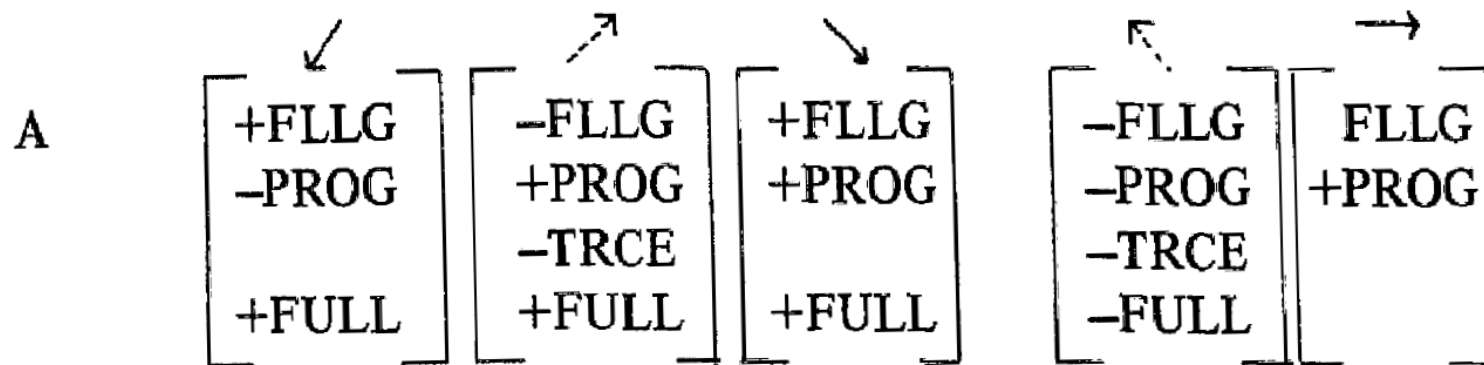 +FLLG –FLLG +FLLG –FLLG FLLG
A –PROG +PROG +PROG –PROG +PROG
–TRCE –TRCE
+FULL +FULL +FULL –FULL